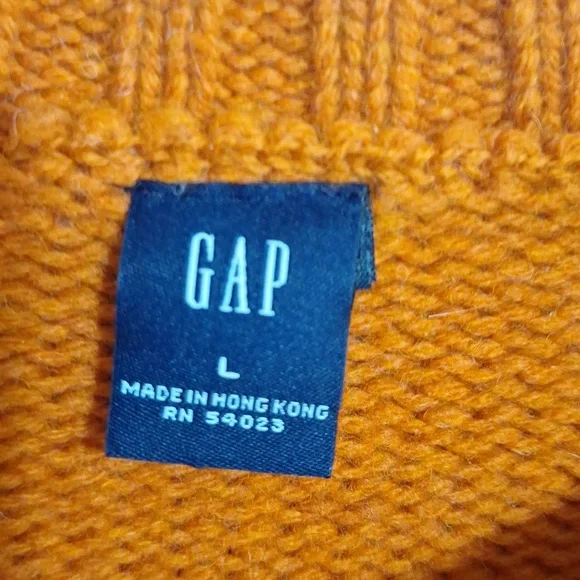 GAP
L
MADE IN HONG KONG
RN 54023